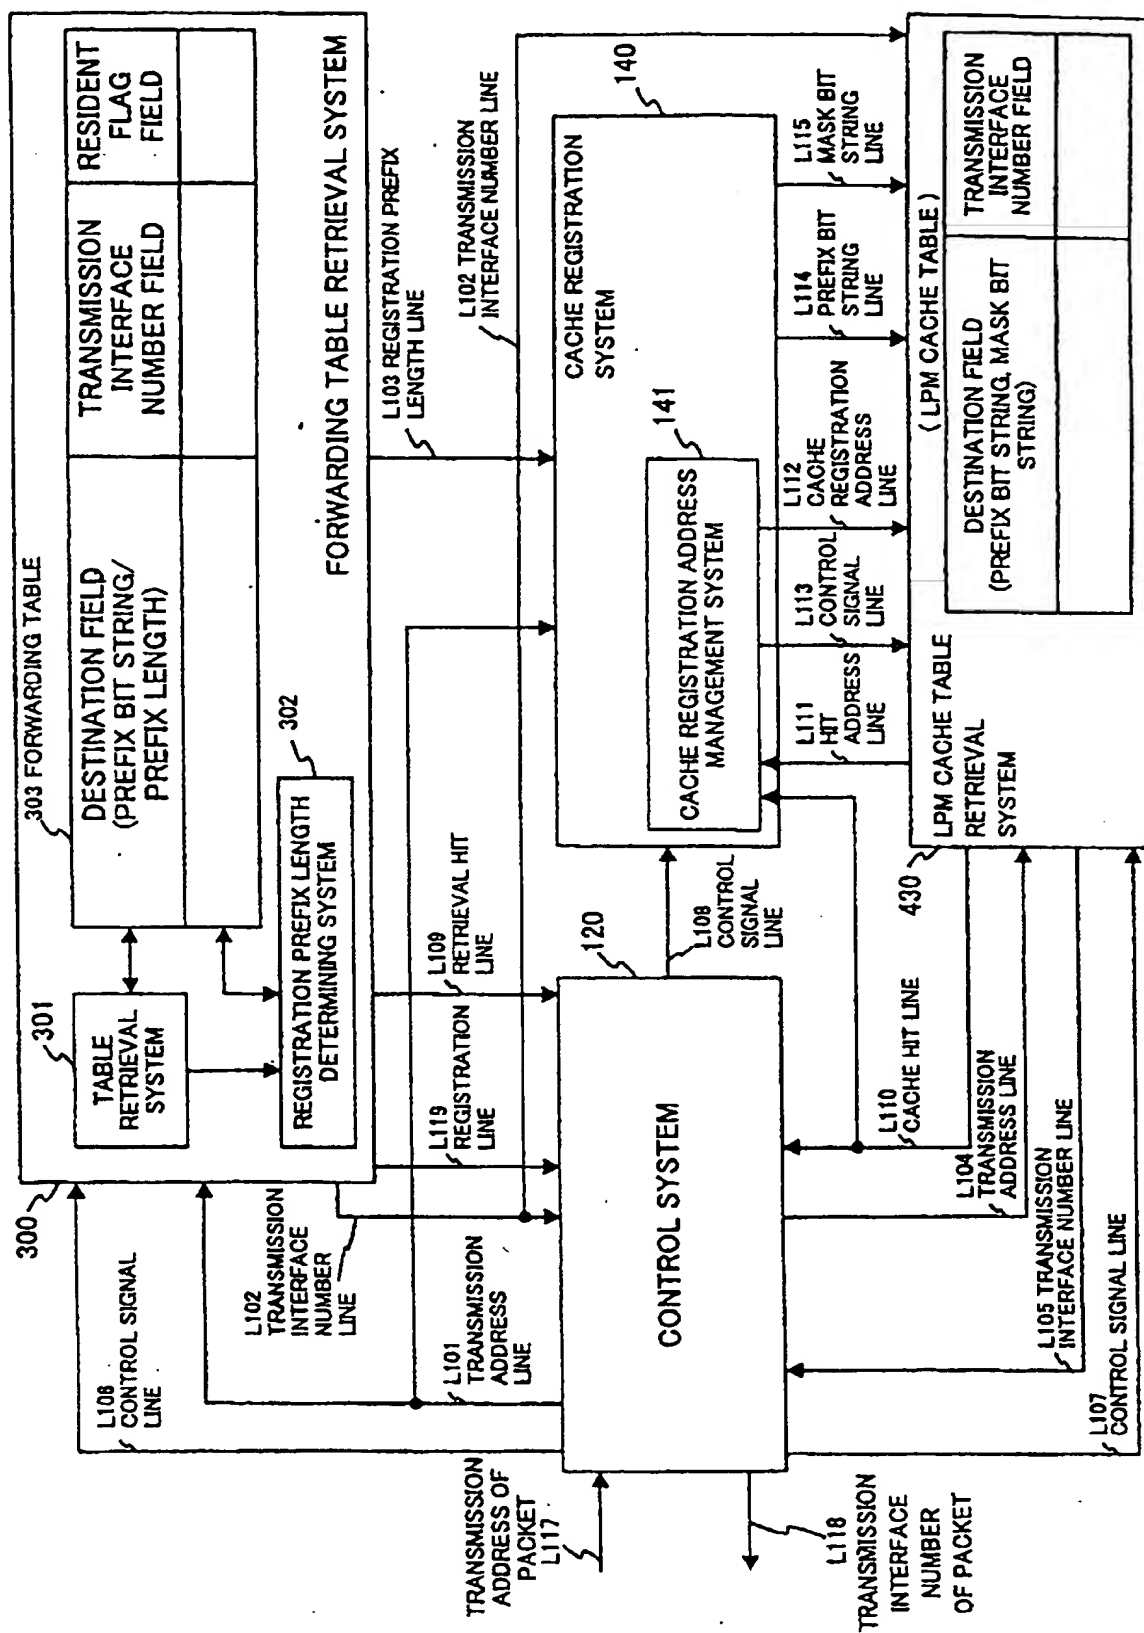 303 FORWARDING TABLE
DESTINATION FIELD
(PREFIX BIT STRING/
PREFIX LENGTH)
TRANSMISSION
INTERFACE
NUMBER FIELD
RESIDENT
FLAG
FIELD
301
TABLE
RETRIEVAL
SYSTEM
302
REGISTRATION PREFIX LENGTH
DETERMINING SYSTEM
FORWARDING TABLE RETRIEVAL SYSTEM
300
L106
CONTROL SIGNAL
LINE
L102
TRANSMISSION
INTERFACE
NUMBER
LINE
L101
TRANSMISSION
ADDRESS
LINE
L119
REGISTRATION
LINE
L109
RETRIEVAL HIT
LINE
L103 REGISTRATION PREFIX
LENGTH LINE
L102 TRANSMISSION
INTERFACE NUMBER LINE
TRANSMISSION
ADDRESS OF
PACKET
L117
L118
TRANSMISSION
INTERFACE
NUMBER
OF PACKET
120
CONTROL SYSTEM
L108
CONTROL
SIGNAL
LINE
140
CACHE REGISTRATION
SYSTEM
141
CACHE REGISTRATION ADDRESS
MANAGEMENT SYSTEM
L110
CACHE HIT LINE
L104
TRANSMISSION
ADDRESS LINE
L105 TRANSMISSION
INTERFACE NUMBER LINE
L107
CONTROL SIGNAL LINE
L111
HIT
ADDRESS
LINE
L113
CONTROL
SIGNAL
LINE
L112
CACHE
REGISTRATION
ADDRESS
LINE
L114
PREFIX BIT
STRING
LINE
L115
MASK BIT
STRING
LINE
430
LPM CACHE TABLE
RETRIEVAL
SYSTEM
(LPM CACHE TABLE)
DESTINATION FIELD
(PREFIX BIT STRING, MASK BIT
STRING)
TRANSMISSION
INTERFACE
NUMBER FIELD